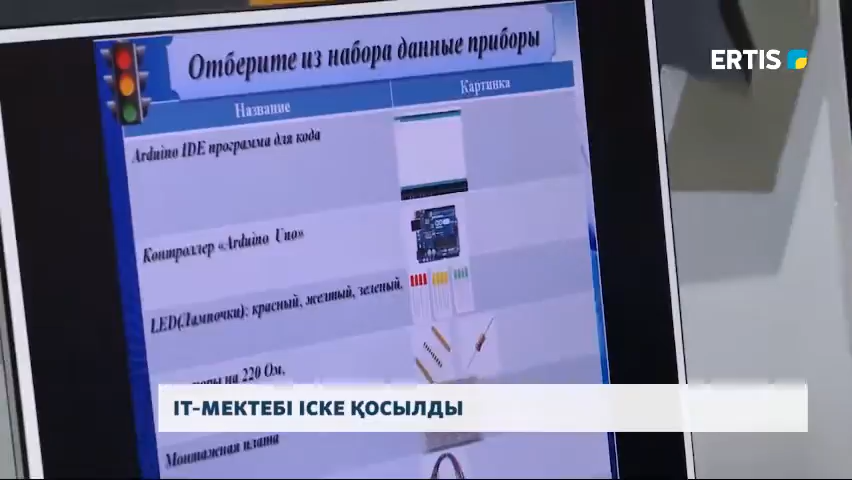 ERTIS
Отберите из набора данные приборы
Название
Картинка
Arduino IDE программа для кода
Контроллер «Arduino Uno»
LED(Лампочки): красный, желтый, зеленый.
на 220 Ом,
ІТ-МЕКТЕБІ ІСКЕ ҚОСЫЛДЫ
Монтажная плата